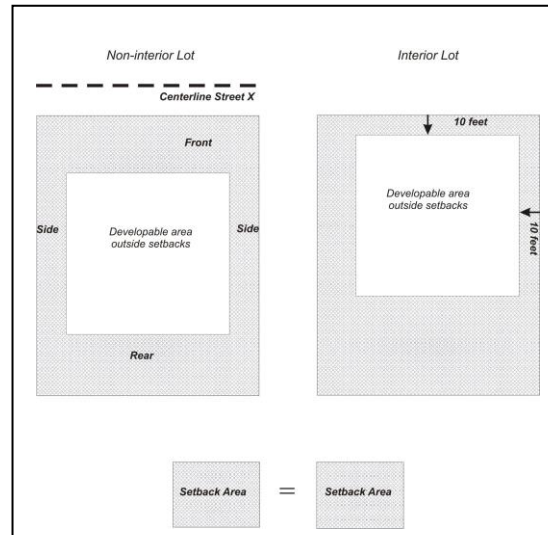 Non-interior Lot
Interior Lot
Centerline Street X
Front
10 feet
Developable area
outside setbacks
Side
Side
Developable area
outside setbacks
10 feet
Rear
Setback Area
=
Setback Area